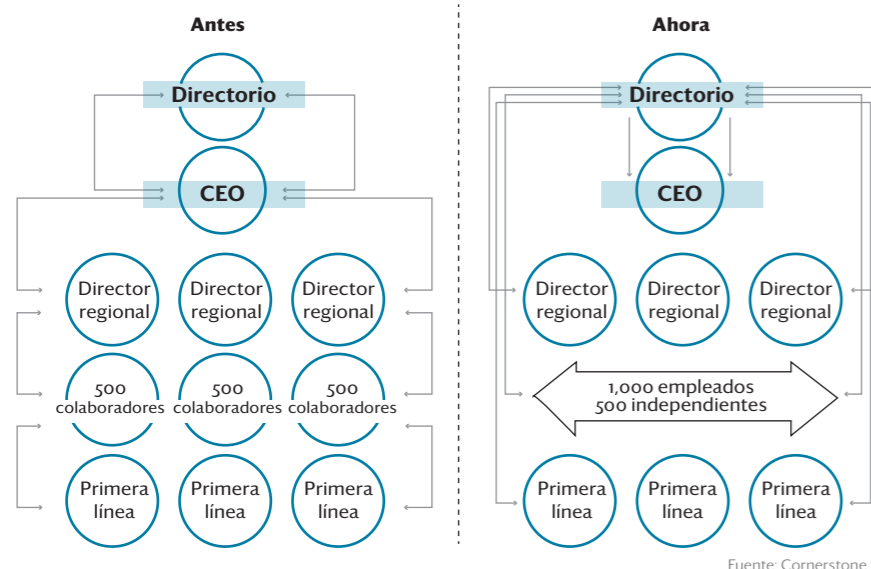 Antes
Directorio
CEO
Director
regional
Director
regional
Director
regional
500
colaboradores
500
colaboradores
500
colaboradores
Primera
línea
Primera
línea
Primera
línea
Ahora
Directorio
CEO
Director
regional
Director
regional
Director
regional
1,000 empleados
500 independientes
Primera
línea
Primera
línea
Primera
línea
Fuente: Cornerstone